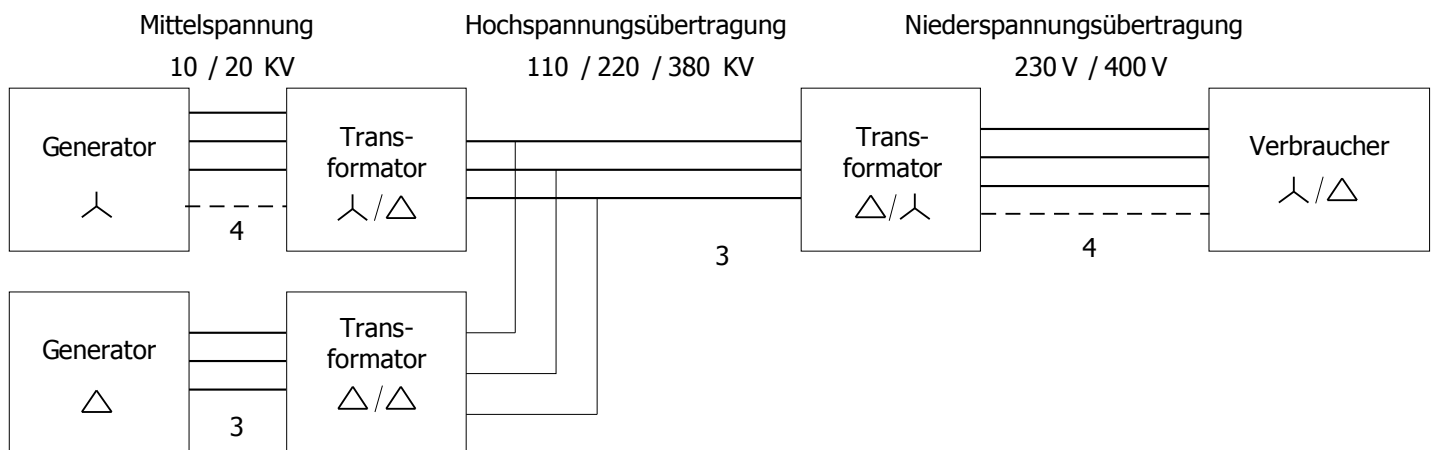 Mittelspannung
10 / 20 KV
Hochspannungsübertragung
110 / 220 / 380 KV
Niederspannungsübertragung
230 V / 400 V
Generator
4
Trans-
formator
/
3
Trans-
formator
/
4
Verbraucher
/
Generator
3
Trans-
formator
/